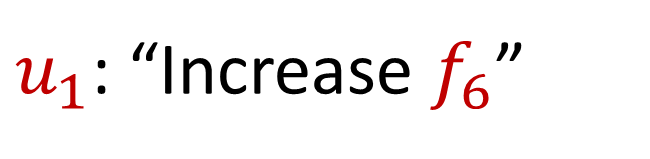 u₁: “Increase f₆”